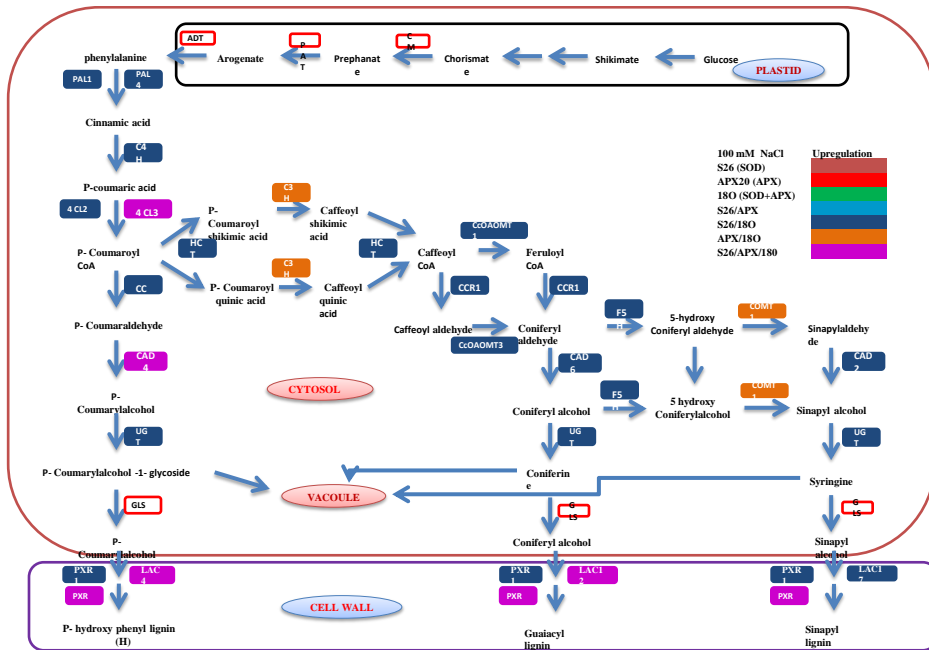 ADT
P
AT
C
M
phenylalanine
Arogenate
Prephanate
Chorismate
Shikimate
Glucose
PLASTID
PAL1
PAL
4
Cinnamic acid
C4
H
100 mM NaCl
Upregulation
S26 (SOD)
APX20 (APX)
18O (SOD+APX)
S26/APX
S26/18O
APX/18O
S26/APX/180
P-coumaric acid
4 CL2
4 CL3
P-
Coumaroyl
shikimic acid
C3
H
Caffeoyl
shikimic
acid
HC
T
HC
T
P- Coumaroyl
CoA
P- Coumaroyl
quinic acid
C3
H
Caffeoyl
quinic
acid
Caffeoyl
CoA
CcOAOMT
1
Feruloyl
CoA
CC
CCR1
CCR1
P- Coumaraldehyde
Caffeoyl aldehyde
CcOAOMT3
Coniferyl
aldehyde
F5
H
5-hydroxy
Coniferyl aldehyde
COMT
1
Sinapylaldehy
de
CAD
4
CAD
6
CAD
2
P-
Coumarylalcohol
CYTOSOL
Coniferyl alcohol
F5
H
5 hydroxy
Coniferylalcohol
COMT
1
Sinapyl alcohol
UG
T
UG
T
UG
T
P- Coumarylalcohol -1- glycoside
VACOULE
Coniferin
e
Syringine
GLS
G
LS
G
LS
P-
Coumarylalcohol
Coniferyl alcohol
Sinapyl
alcohol
PXR
1
LAC
4
PXR
1
LAC1
2
PXR
1
LAC1
7
PXR
PXR
PXR
CELL WALL
P- hydroxy phenyl lignin
(H)
Guaiacyl
lignin
Sinapyl
lignin